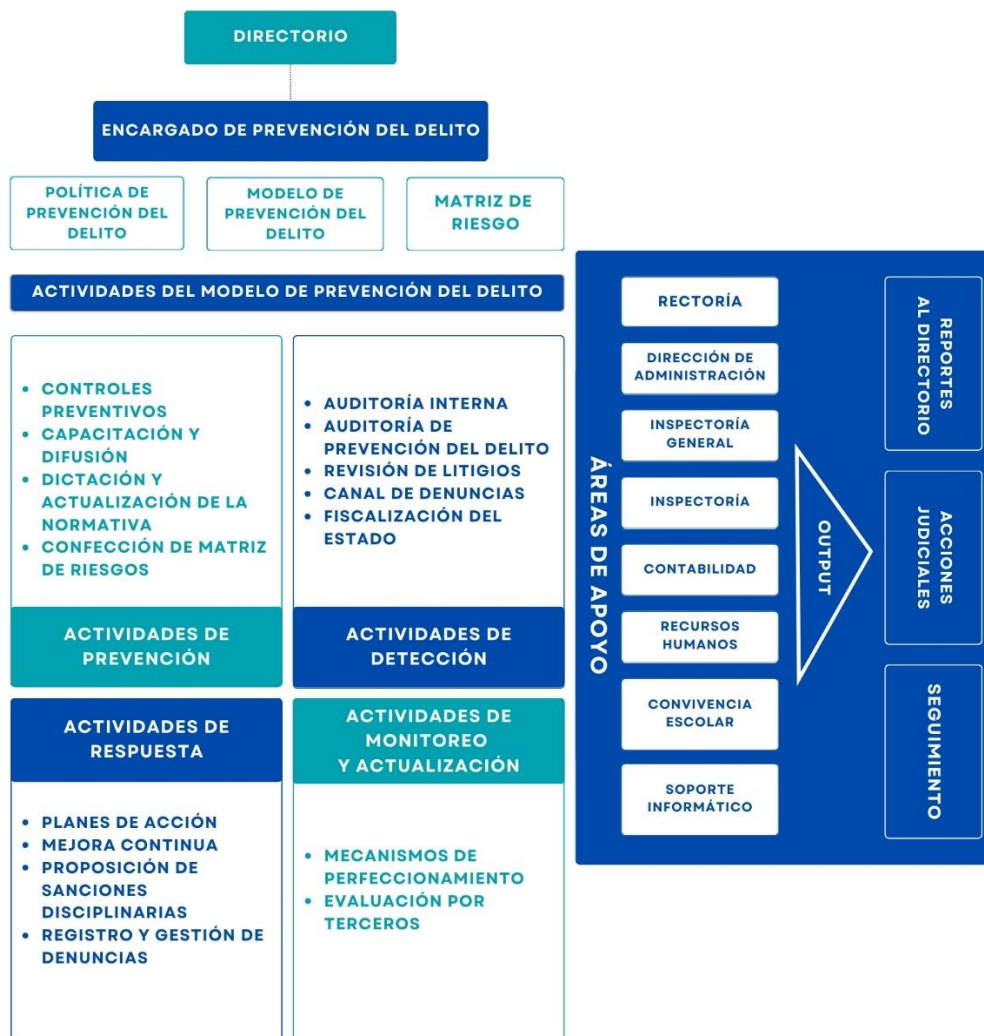 DIRECTORIO
ENCARGADO DE PREVENCIÓN DEL DELITO
POLÍTICA DE
PREVENCIÓN DEL
DELITO
MODELO DE
PREVENCIÓN DEL
DELITO
MATRIZ DE
RIESGO
ACTIVIDADES DEL MODELO DE PREVENCIÓN DEL DELITO
• CONTROLES
PREVENTIVOS
• CAPACITACIÓN Y
DIFUSIÓN
• DICTACIÓN Y
ACTUALIZACIÓN DE LA
NORMATIVA
• CONFECCIÓN DE MATRIZ
DE RIESGOS
ACTIVIDADES DE
PREVENCIÓN
• AUDITORÍA INTERNA
• AUDITORÍA DE
PREVENCIÓN DEL DELITO
• REVISIÓN DE LITIGIOS
• CANAL DE DENUNCIAS
• FISCALIZACIÓN DEL
ESTADO
ACTIVIDADES DE
DETECCIÓN
ACTIVIDADES DE
RESPUESTA
• PLANES DE ACCIÓN
• MEJORA CONTINUA
• PROPOSICIÓN DE
SANCIONES
DISCIPLINARIAS
• REGISTRO Y GESTIÓN DE
DENUNCIAS
ACTIVIDADES DE
MONITOREO
Y ACTUALIZACIÓN
• MECANISMOS DE
PERFECCIONAMIENTO
• EVALUACIÓN POR
TERCEROS
ÁREAS DE APOYO
RECTORÍA
DIRECCIÓN DE
ADMINISTRACIÓN
INSPECTORÍA
GENERAL
INSPECTORÍA
CONTABILIDAD
RECURSOS
HUMANOS
CONVIVENCIA
ESCOLAR
SOPORTE
INFORMÁTICO
OUTPUT
REPORTES
AL DIRECTORIO
ACCIONES
JUDICIALES
SEGUIMIENTO